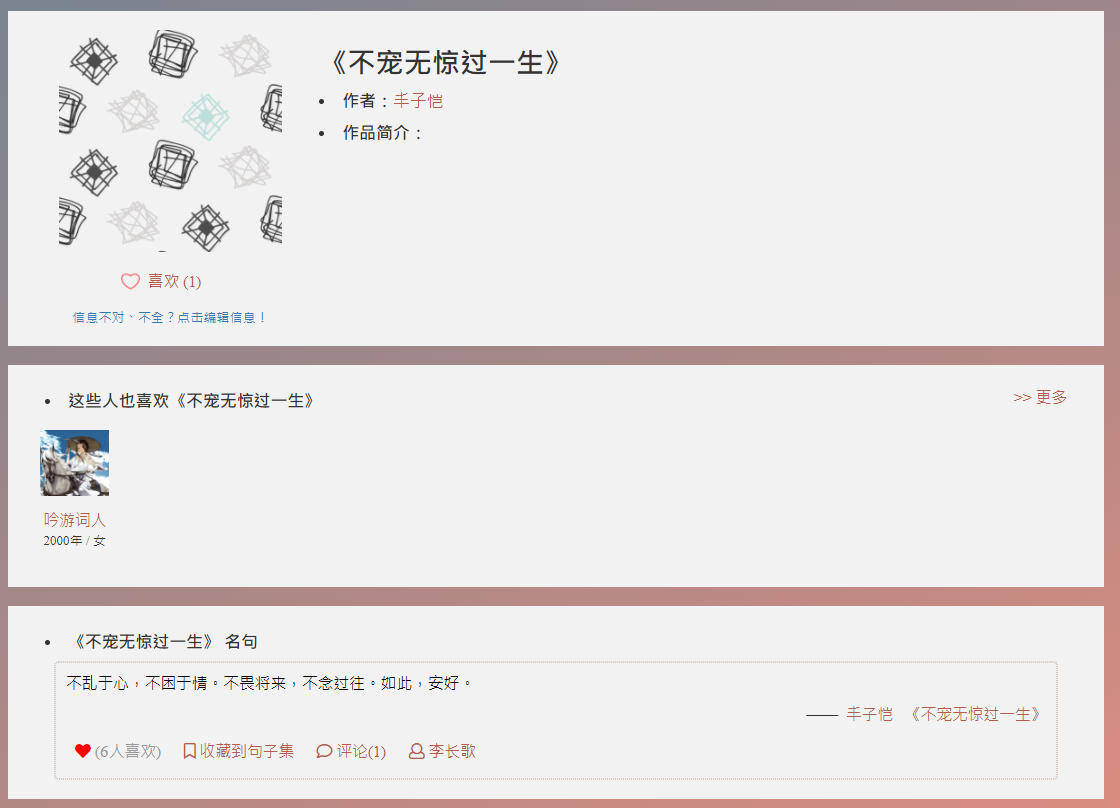 《不宠无惊过一生》
作者：丰子恺
作品简介：
喜欢 (1)
信息不对、不全？点击编辑信息！
这些人也喜欢《不宠无惊过一生》
>> 更多
吟游词人
2000年 / 女
《不宠无惊过一生》 名句
不乱于心，不困于情。不畏将来，不念过往。如此，安好。
—— 丰子恺 《不宠无惊过一生》
(6人喜欢) 收藏到句子集 评论(1) 李长歌